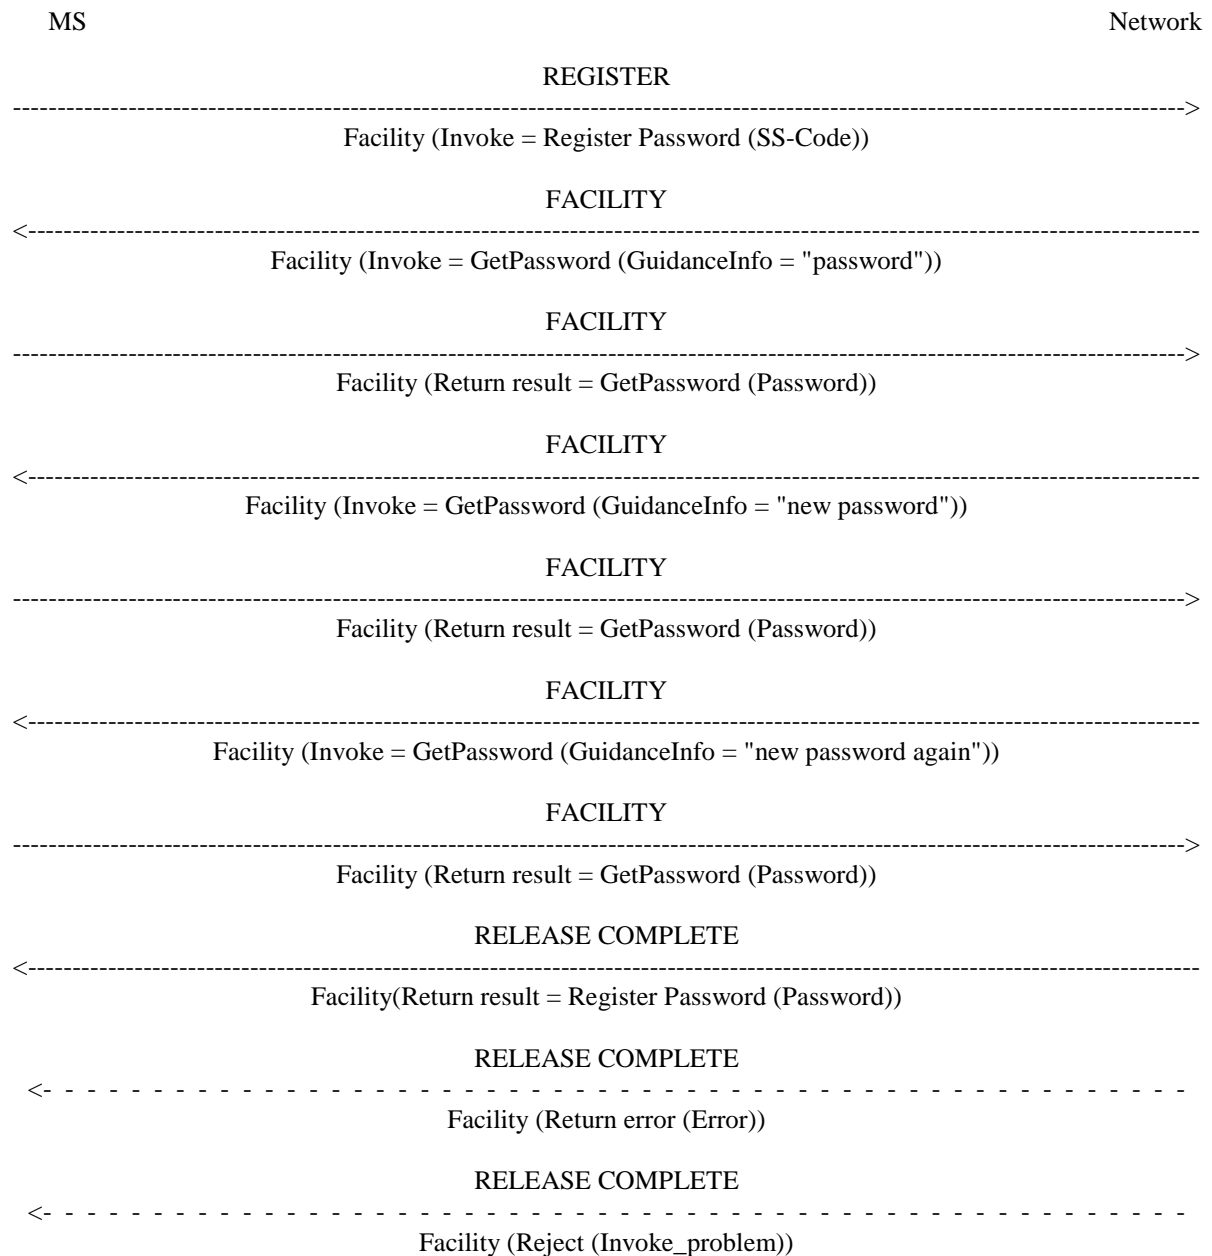 MS Network
REGISTER
Facility (Invoke = Register Password (SS-Code))
FACILITY
Facility (Invoke = GetPassword (GuidanceInfo = "password"))
FACILITY
Facility (Return result = GetPassword (Password))
FACILITY
Facility (Invoke = GetPassword (GuidanceInfo = "new password"))
FACILITY
Facility (Return result = GetPassword (Password))
FACILITY
Facility (Invoke = GetPassword (GuidanceInfo = "new password again"))
FACILITY
Facility (Return result = GetPassword (Password))
RELEASE COMPLETE
Facility(Return result = Register Password (Password))
RELEASE COMPLETE
Facility (Return error (Error))
RELEASE COMPLETE
Facility (Reject (Invoke_problem))